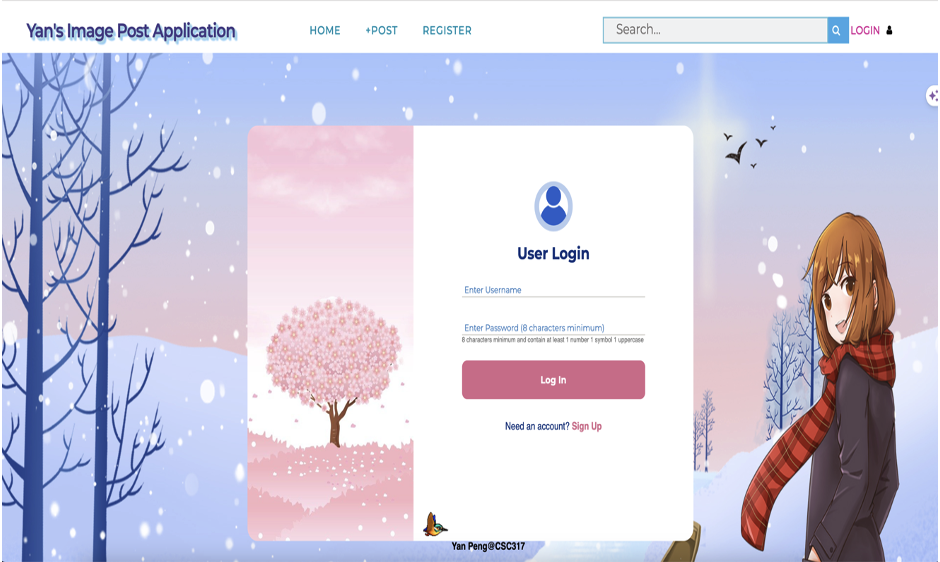 Yan's Image Post Application
HOME +POST REGISTER
Search...
LOGIN
User Login
Enter Username
Enter Password (8 characters minimum)
8 characters minimum and contain at least 1 number 1 symbol 1 uppercase
Log In
Need an account? Sign Up
Yan Peng@CSC317